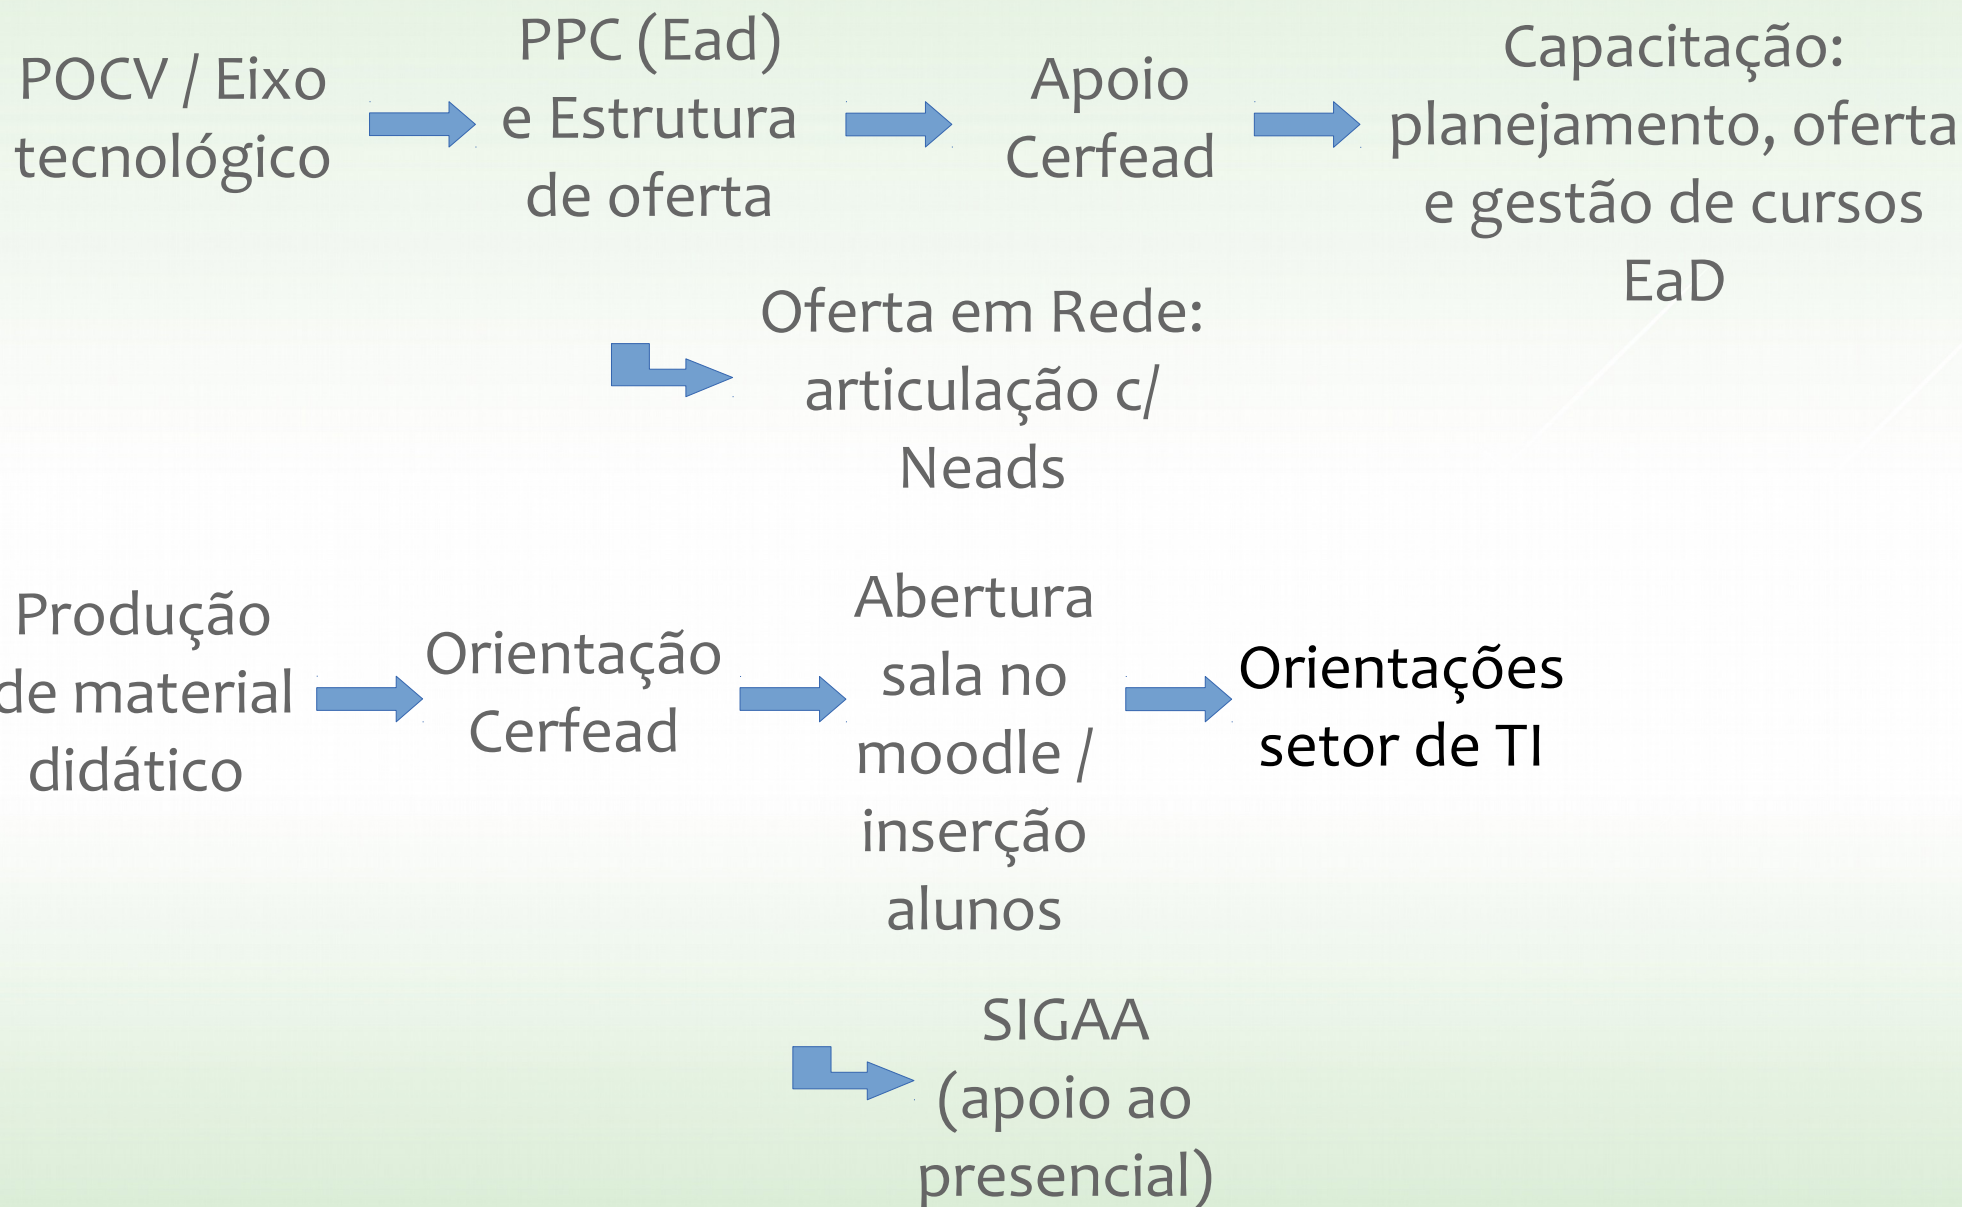 POCV / Eixo
tecnológico
PPC (Ead)
e Estrutura
de oferta
Apoio
Cerfead
Capacitação:
planejamento, oferta
e gestão de cursos
EaD
Oferta em Rede:
articulação c/
Neads
Produção
de material
didático
Orientação
Cerfead
Abertura
sala no
moodle /
inserção
alunos
Orientações
setor de TI
SIGAA
(apoio ao
presencial)